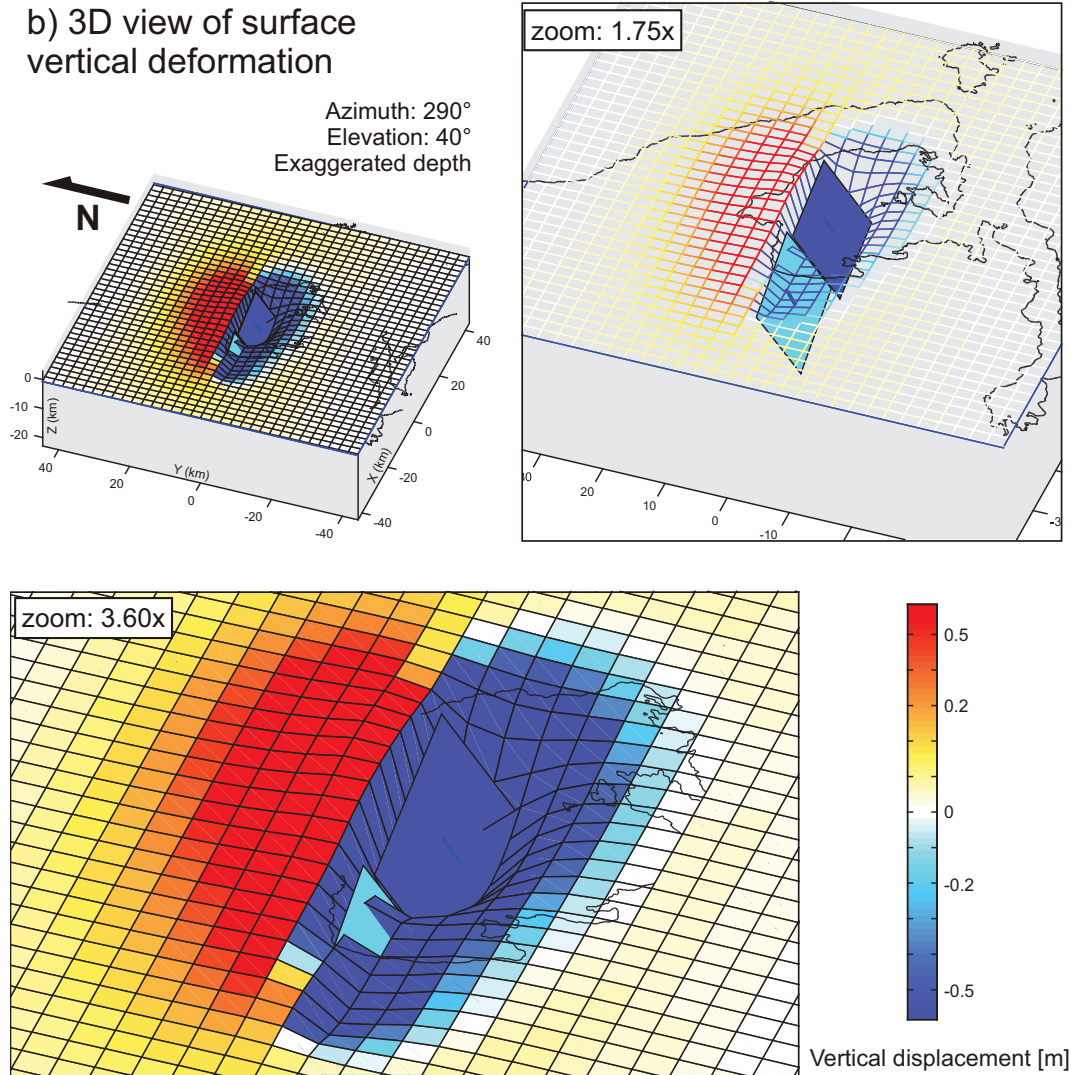 b) 3D view of surface
vertical deformation
Azimuth: 290°
Elevation: 40°
Exaggerated depth
N
0
-10
-20
Z (km)
40
20
0
-20
-40
Y (km)
-40
-20
0
20
40
X (km)
zoom: 1.75x
30
20
10
0
-10
-3
zoom: 3.60x
0.5
0.2
0
-0.2
-0.5
Vertical displacement [m]